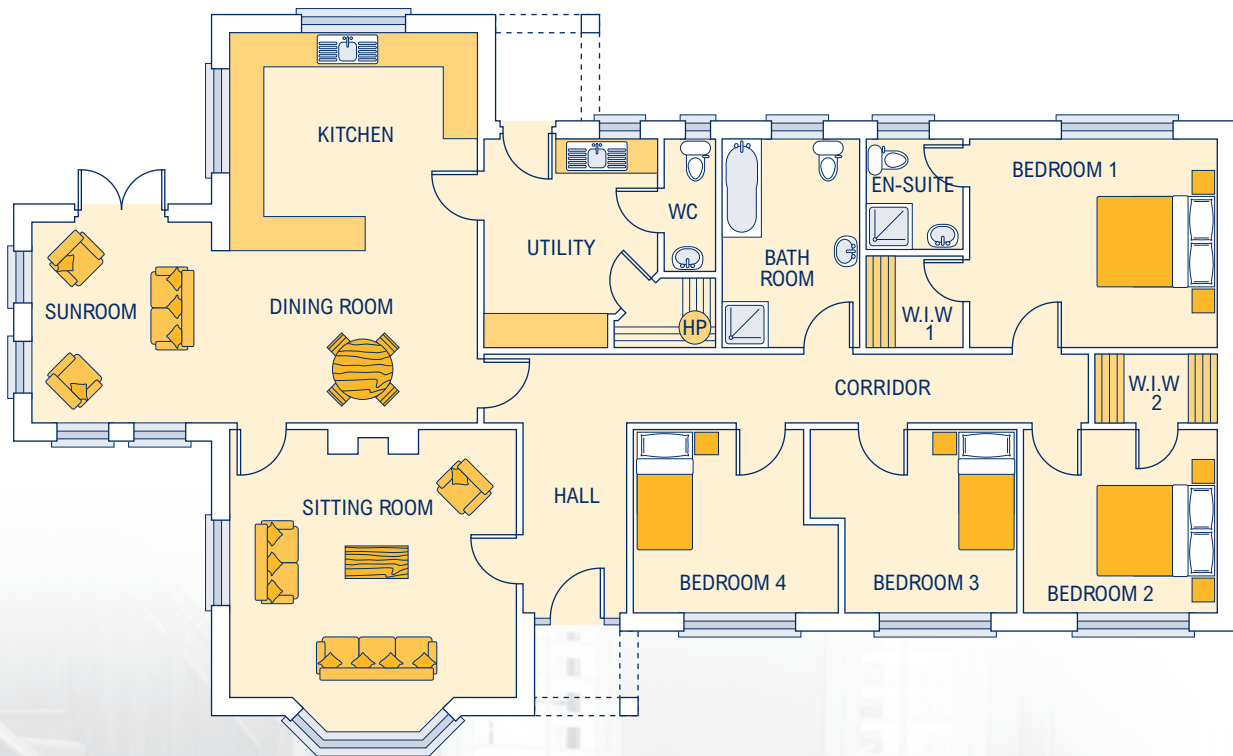 KITCHEN
BEDROOM 1
EN-SUITE
WC
UTILITY
BATH
ROOM
SUNROOM
DINING ROOM
W.I.W
1
HP
CORRIDOR
W.I.W
2
HALL
SITTING ROOM
BEDROOM 4
BEDROOM 3
BEDROOM 2